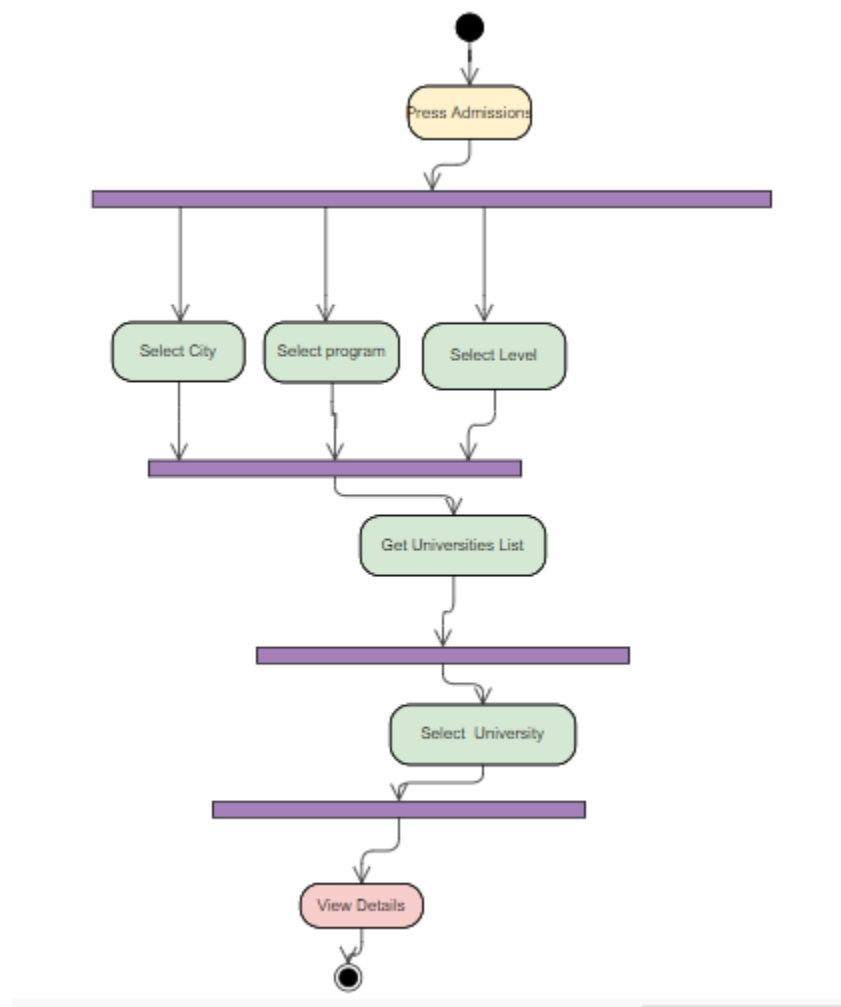 Press Admissions
Select City
Select program
Select Level
Get Universities List
Select University
View Details